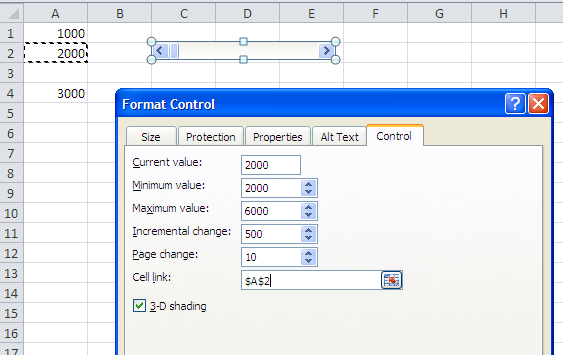 A B C D E F G H
1 1000
2 2000
3
4 3000
5
6
7
8
9
10
11
12
13
14
15
16
17
Format Control
Size Protection Properties Alt Text Control
Current value: 2000
Minimum value: 2000
Maximum value: 6000
Incremental change: 500
Page change: 10
Cell link: $A$2
3-D shading